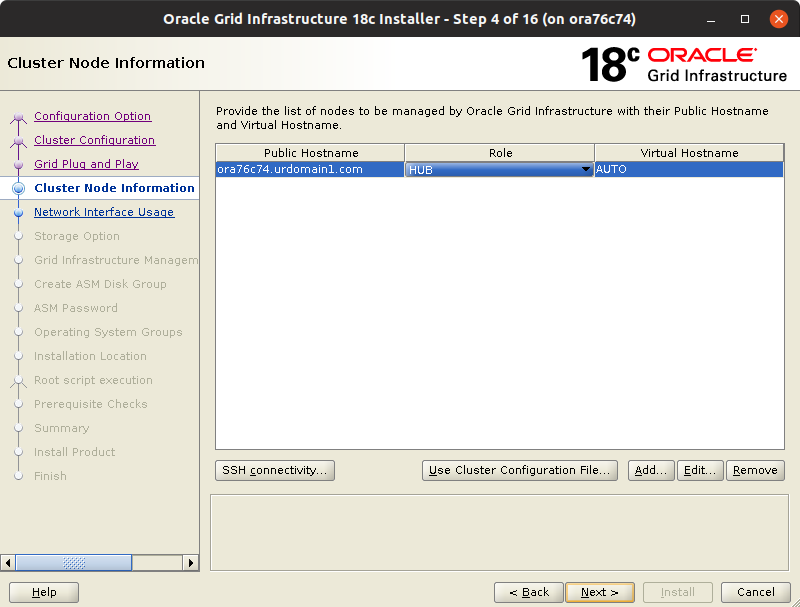 Oracle Grid Infrastructure 18c Installer - Step 4 of 16 (on ora76c74)
Cluster Node Information
18c ORACLE
Grid Infrastructure
Configuration Option
Cluster Configuration
Grid Plug and Play
Cluster Node Information
Network Interface Usage
Storage Option
Grid Infrastructure Managem
Create ASM Disk Group
ASM Password
Operating System Groups
Installation Location
Root script execution
Prerequisite Checks
Summary
Install Product
Finish
Provide the list of nodes to be managed by Oracle Grid Infrastructure with their Public Hostname
and Virtual Hostname.
Public Hostname Role Virtual Hostname
ora76c74.urdomain1.com HUB AUTO
SSH connectivity... Use Cluster Configuration File... Add... Edit... Remove
Help < Back Next > Install Cancel